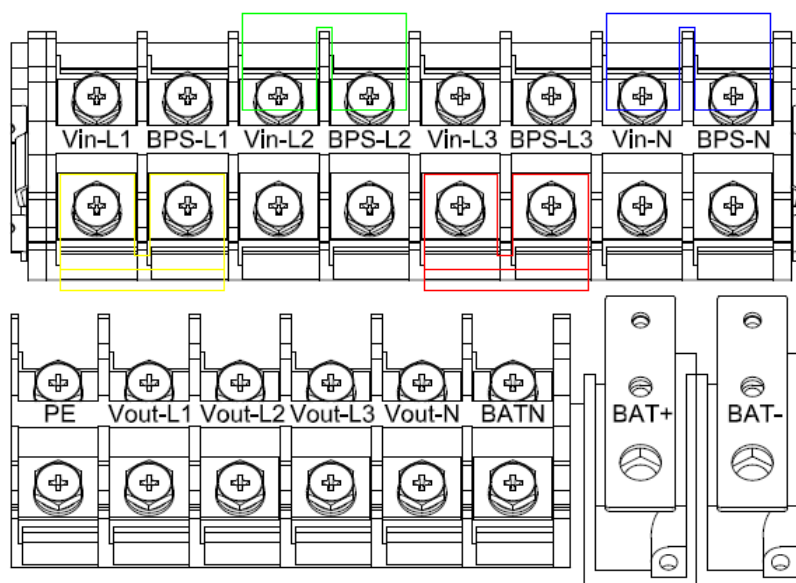 Vin-L1 BPS-L1 Vin-L2 BPS-L2 Vin-L3 BPS-L3 Vin-N BPS-N
PE Vout-L1 Vout-L2 Vout-L3 Vout-N BATN BAT+ BAT-